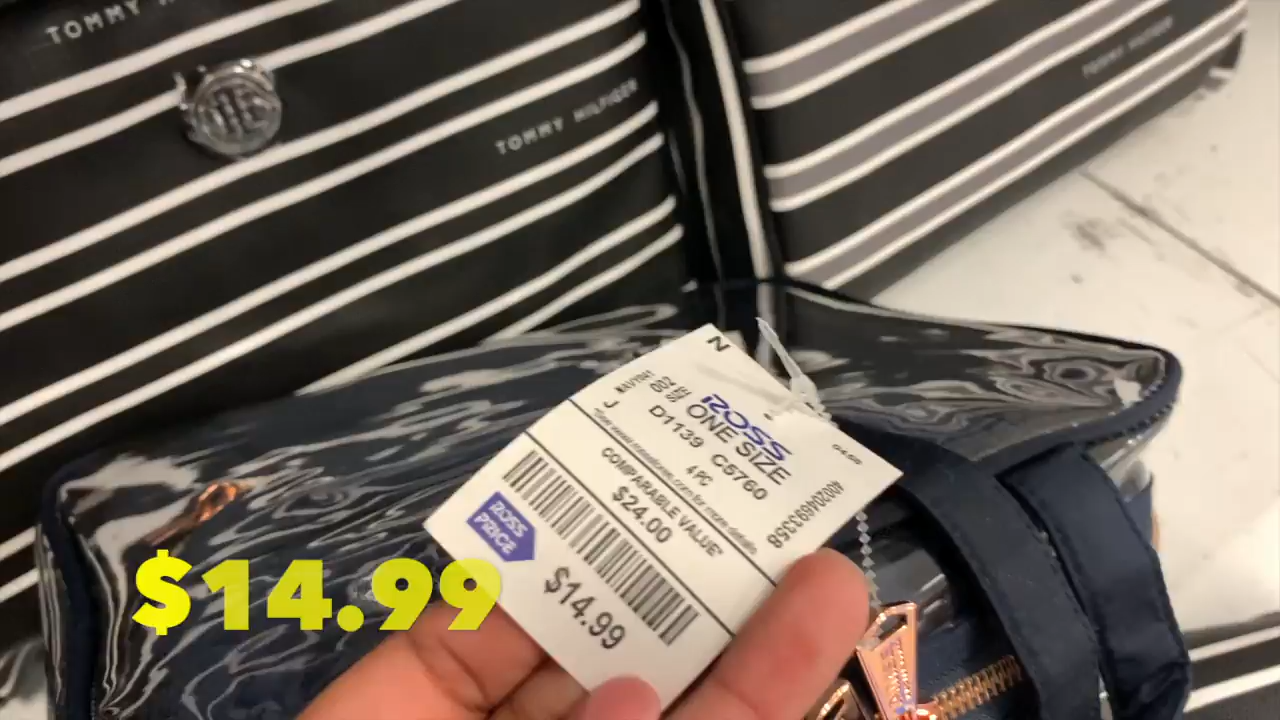 TOMMY
TOMMY HILFIGER
TOMMY HILFIGER
N
ROSS
ONE SIZE
D1139 C5760
4 PC
J
COMPARABLE VALUE*
$24.00
400204693358
ROSS
PRICE
$14.99
$14.99